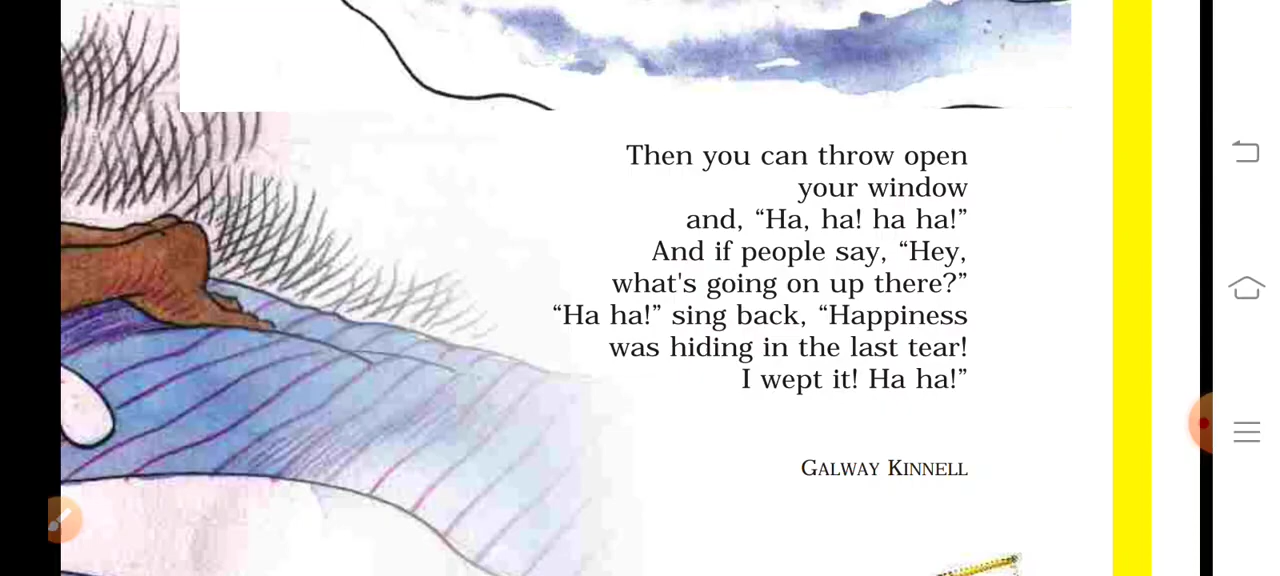 Then you can throw open
your window
and, “Ha, ha! ha ha!”
And if people say, “Hey,
what's going on up there?”
“Ha ha!” sing back, “Happiness
was hiding in the last tear!
I wept it! Ha ha!”
GALWAY KINNELL